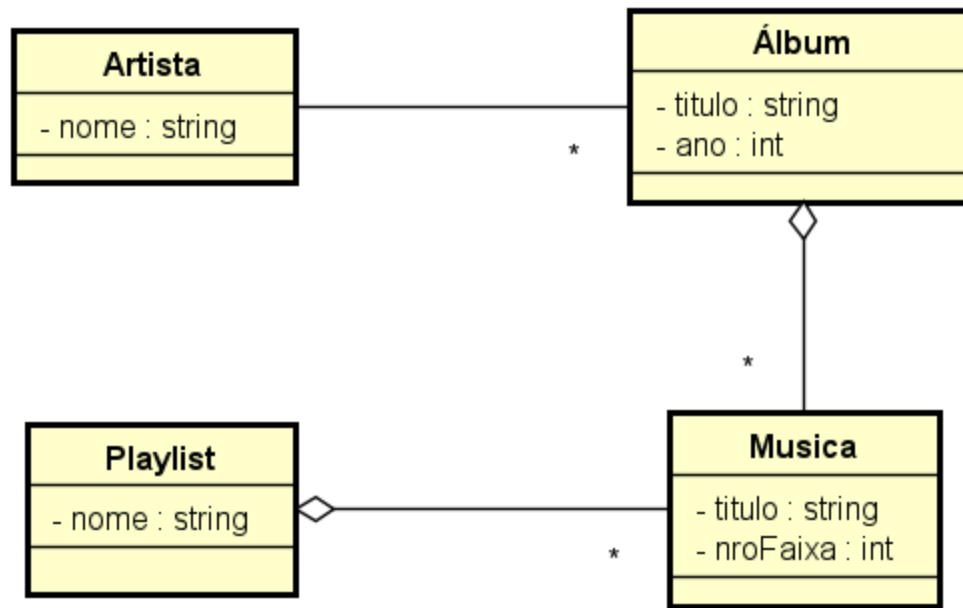 Artista
- nome : string
*
Álbum
- titulo : string
- ano : int
*
Playlist
- nome : string
*
Musica
- titulo : string
- nroFaixa : int